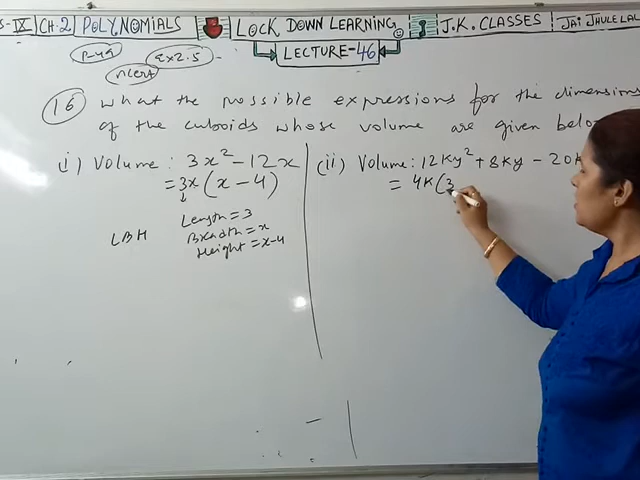 S-IX CH.2 POLYNOMIALS LOCK DOWN LEARNING J.K. CLASSES JAI JHULELAL
P-49 Ex 2.5 LECTURE-46
NCERT
16 What the possible expressions for the dimensions
of the cuboids whose volume are given below
i) Volume: 3x² - 12x (ii) Volume: 12Ky² + 8Ky - 20K
= 3x(x - 4) = 4K(3
Length = 3
LBH Breadth = x
Height = x-4